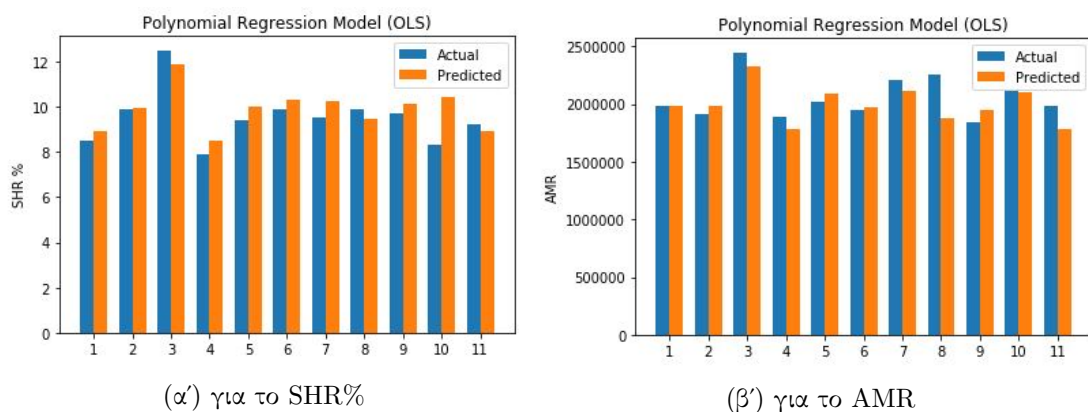 Polynomial Regression Model (OLS)
Actual
Predicted
12
10
8
6
4
2
0
SHR %
1 2 3 4 5 6 7 8 9 10 11
(α΄) για το SHR%
Polynomial Regression Model (OLS)
Actual
Predicted
2500000
2000000
1500000
1000000
500000
0
AMR
1 2 3 4 5 6 7 8 9 10 11
(β΄) για το AMR